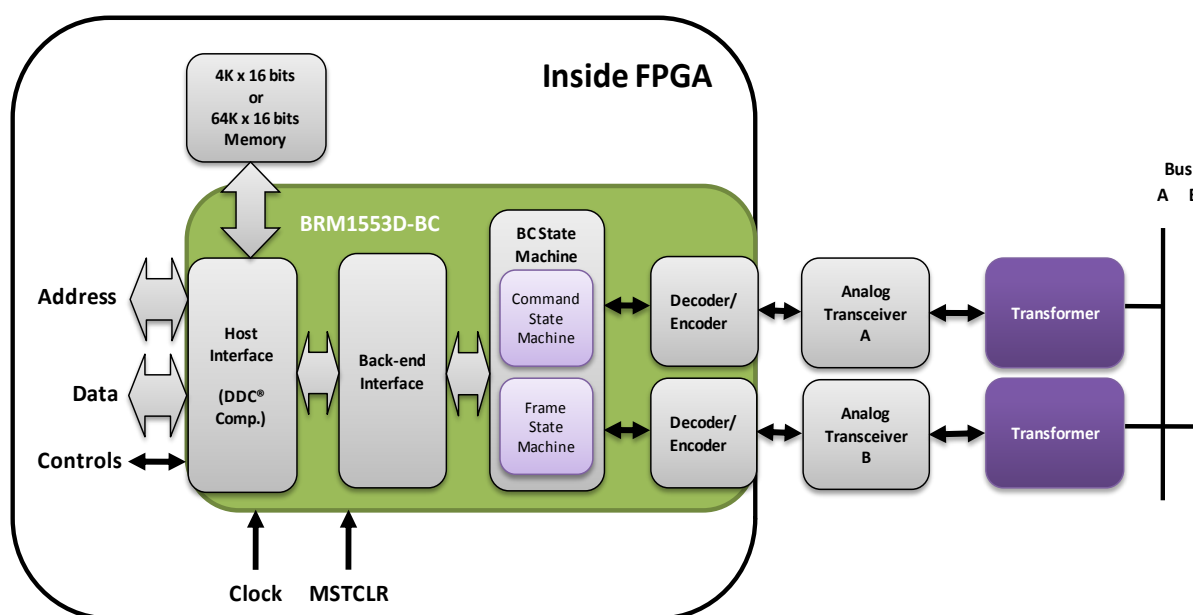 Inside FPGA
4K x 16 bits
or
64K x 16 bits
Memory
BRM1553D-BC
Address
Data
Controls
Host
Interface
(DDC®
Comp.)
Back-end
Interface
BC State
Machine
Command
State
Machine
Frame
State
Machine
Decoder/
Encoder
Decoder/
Encoder
Analog
Transceiver
A
Analog
Transceiver
B
Transformer
Transformer
Bus
A
Clock
MSTCLR